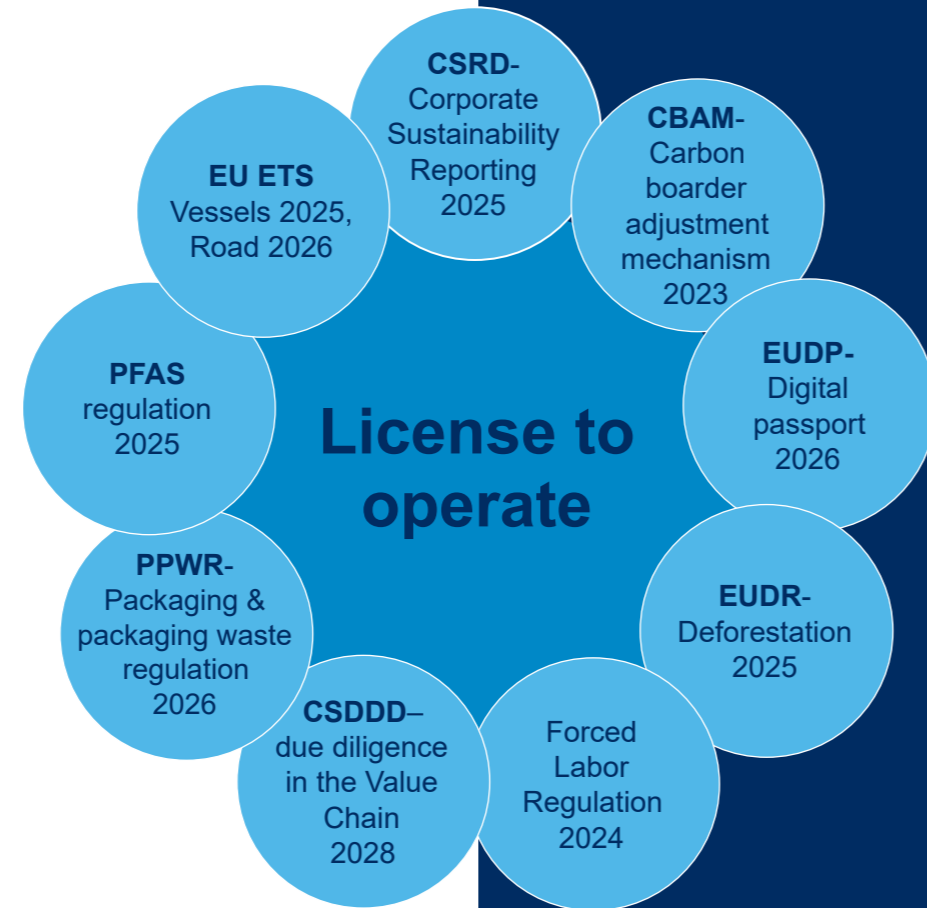 CSRD-
Corporate
Sustainability
Reporting
2025
CBAM-
Carbon
boarder
adjustment
mechanism
2023
EUDP-
Digital
passport
2026
EUDR-
Deforestation
2025
Forced
Labor
Regulation
2024
CSDDD–
due diligence
in the Value
Chain
2028
PPWR-
Packaging &
packaging waste
regulation
2026
PFAS
regulation
2025
EU ETS
Vessels 2025,
Road 2026
License to
operate